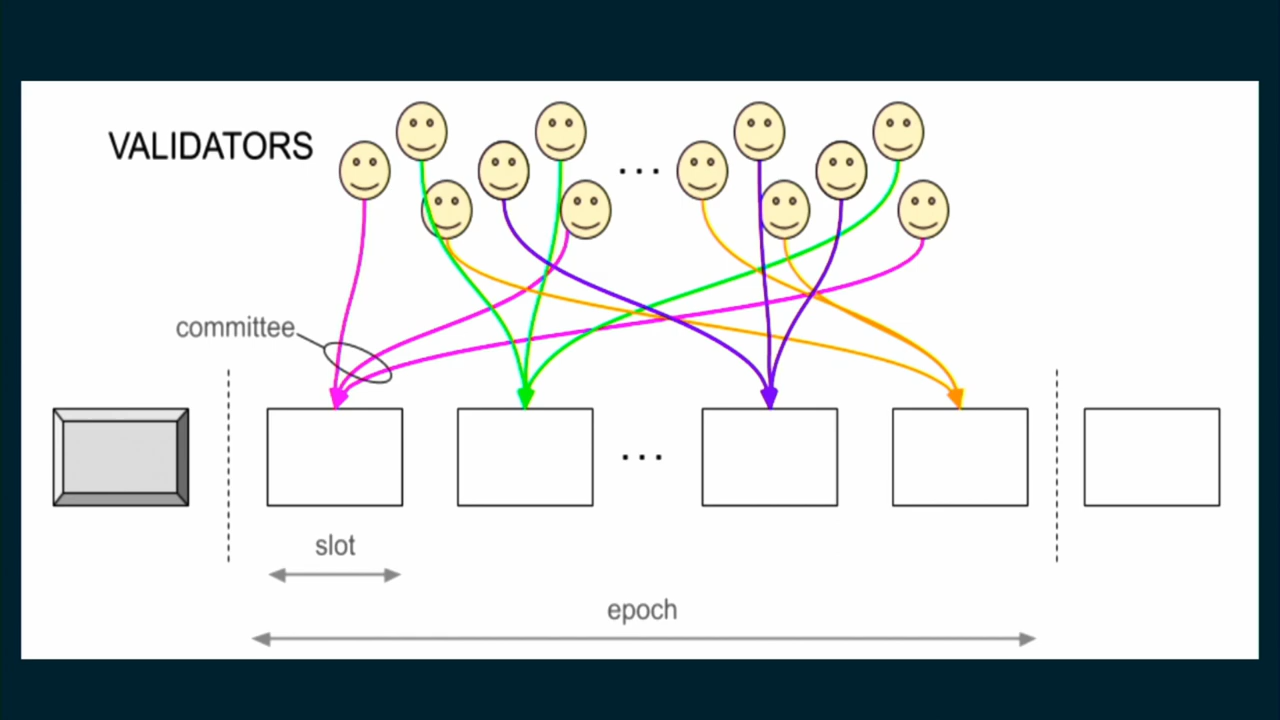 VALIDATORS
...
committee
...
slot
epoch